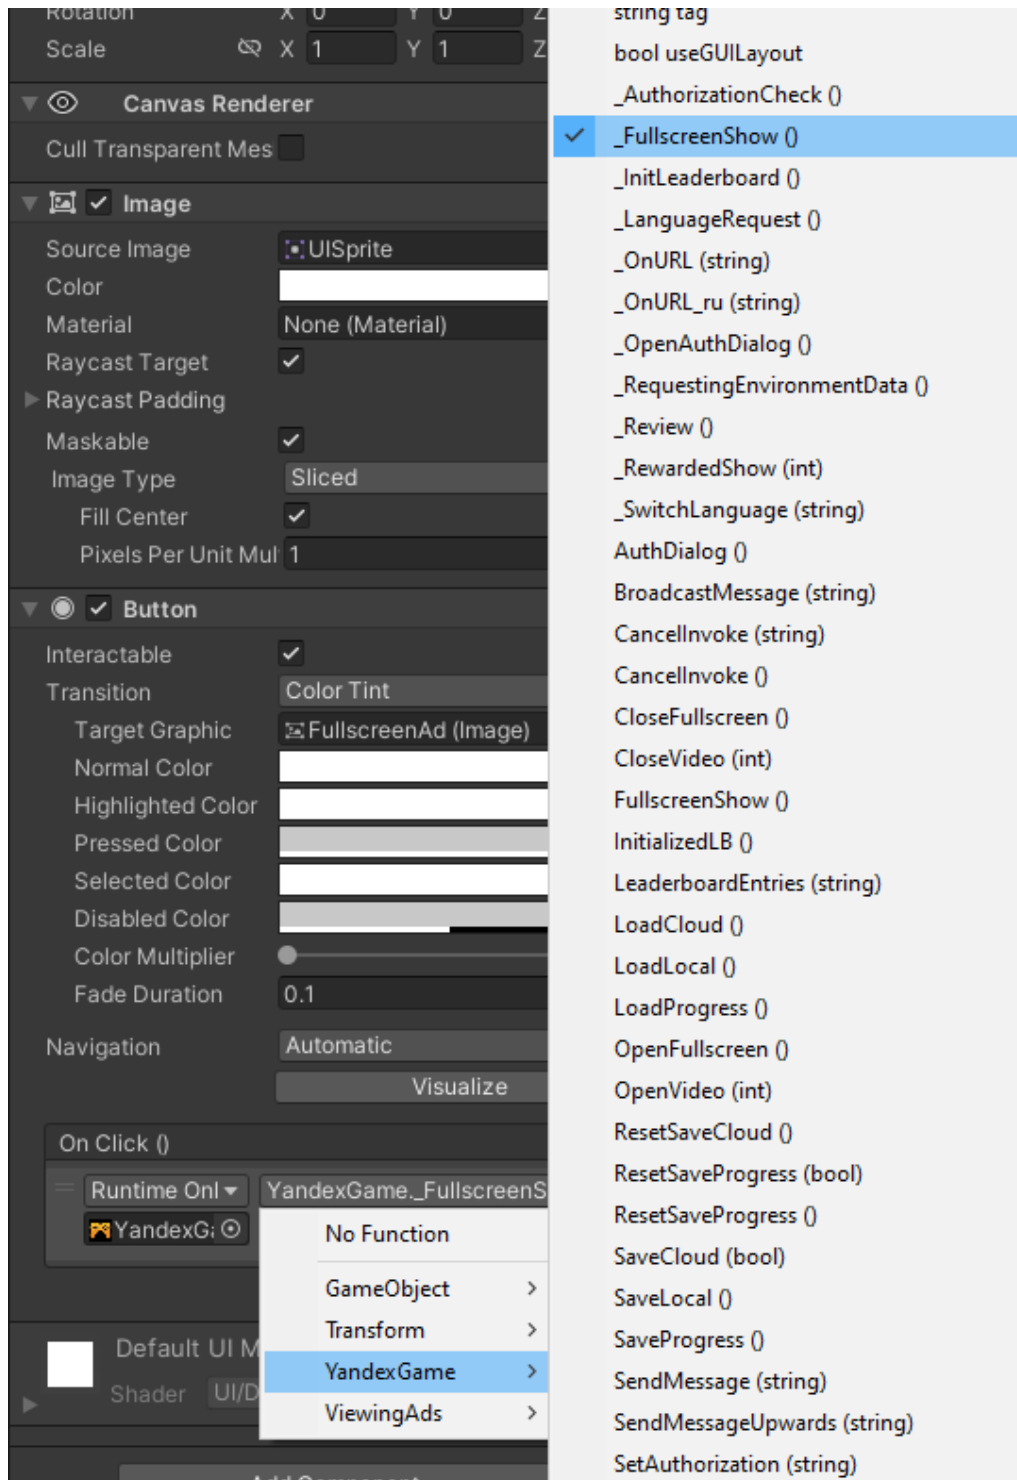 Rotation X 0 Y 0 Z
Scale X 1 Y 1 Z
Canvas Renderer
Cull Transparent Mes
Image
Source Image UISprite
Color
Material None (Material)
Raycast Target
Raycast Padding
Maskable
Image Type Sliced
Fill Center
Pixels Per Unit Mul 1
Button
Interactable
Transition Color Tint
Target Graphic FullscreenAd (Image)
Normal Color
Highlighted Color
Pressed Color
Selected Color
Disabled Color
Color Multiplier
Fade Duration 0.1
Navigation Automatic
Visualize
On Click ()
Runtime Onl YandexGame._FullscreenS
YandexG
No Function
GameObject
Transform
YandexGame
ViewingAds
Default UI M
Shader UI/D
Add Component
string tag
bool useGUILayout
_AuthorizationCheck ()
_FullscreenShow ()
_InitLeaderboard ()
_LanguageRequest ()
_OnURL (string)
_OnURL_ru (string)
_OpenAuthDialog ()
_RequestingEnvironmentData ()
_Review ()
_RewardedShow (int)
_SwitchLanguage (string)
AuthDialog ()
BroadcastMessage (string)
CancelInvoke (string)
CancelInvoke ()
CloseFullscreen ()
CloseVideo (int)
FullscreenShow ()
InitializedLB ()
LeaderboardEntries (string)
LoadCloud ()
LoadLocal ()
LoadProgress ()
OpenFullscreen ()
OpenVideo (int)
ResetSaveCloud ()
ResetSaveProgress (bool)
ResetSaveProgress ()
SaveCloud (bool)
SaveLocal ()
SaveProgress ()
SendMessage (string)
SendMessageUpwards (string)
SetAuthorization (string)